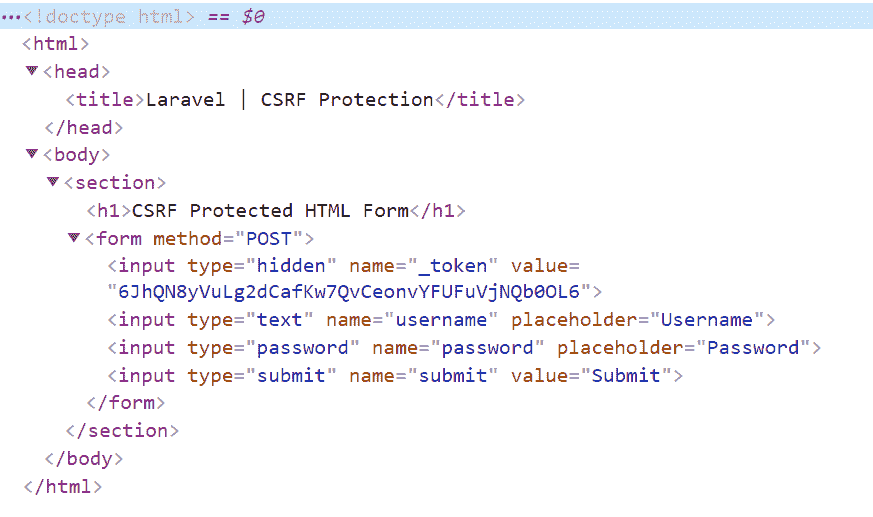 …<!doctype html> == $0
<html>
▼<head>
<title>Laravel | CSRF Protection</title>
</head>
▼<body>
▼<section>
<h1>CSRF Protected HTML Form</h1>
▼<form method="POST">
<input type="hidden" name="_token" value=
"6JhQN8yVuLg2dCafKw7QvCeonvYFUFuVjNQb0OL6">
<input type="text" name="username" placeholder="Username">
<input type="password" name="password" placeholder="Password">
<input type="submit" name="submit" value="Submit">
</form>
</section>
</body>
</html>